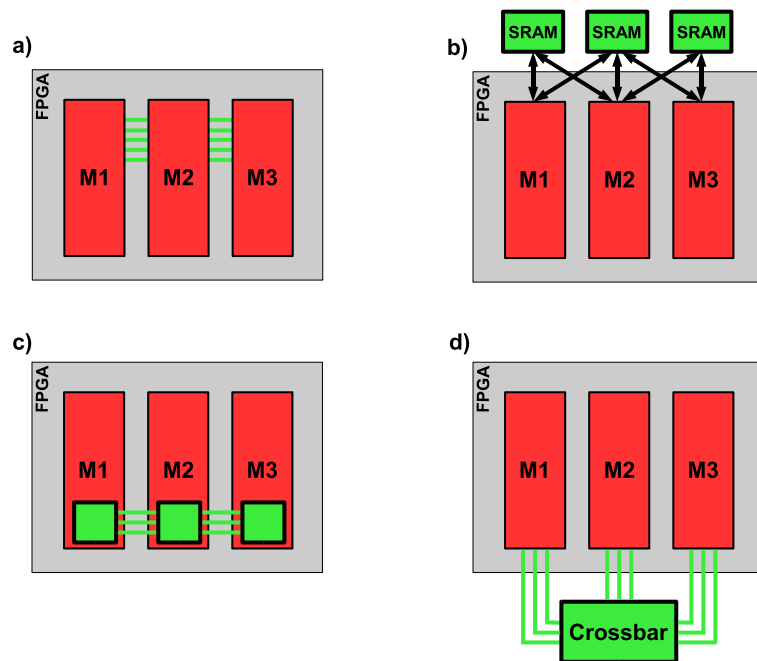 a)
FPGA
M1
M2
M3
b)
SRAM
SRAM
SRAM
FPGA
M1
M2
M3
c)
FPGA
M1
M2
M3
d)
FPGA
M1
M2
M3
Crossbar